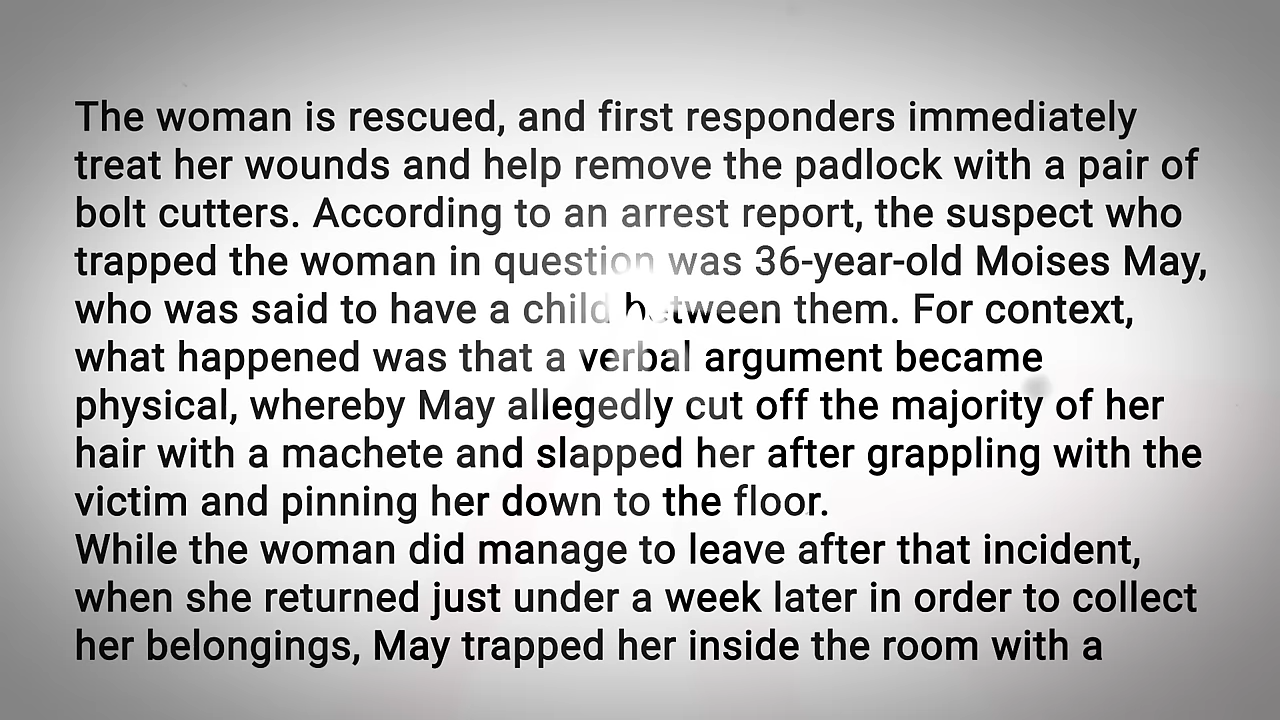 The woman is rescued, and first responders immediately
treat her wounds and help remove the padlock with a pair of
bolt cutters. According to an arrest report, the suspect who
trapped the woman in question was 36-year-old Moises May,
who was said to have a child between them. For context,
what happened was that a verbal argument became
physical, whereby May allegedly cut off the majority of her
hair with a machete and slapped her after grappling with the
victim and pinning her down to the floor.
While the woman did manage to leave after that incident,
when she returned just under a week later in order to collect
her belongings, May trapped her inside the room with a